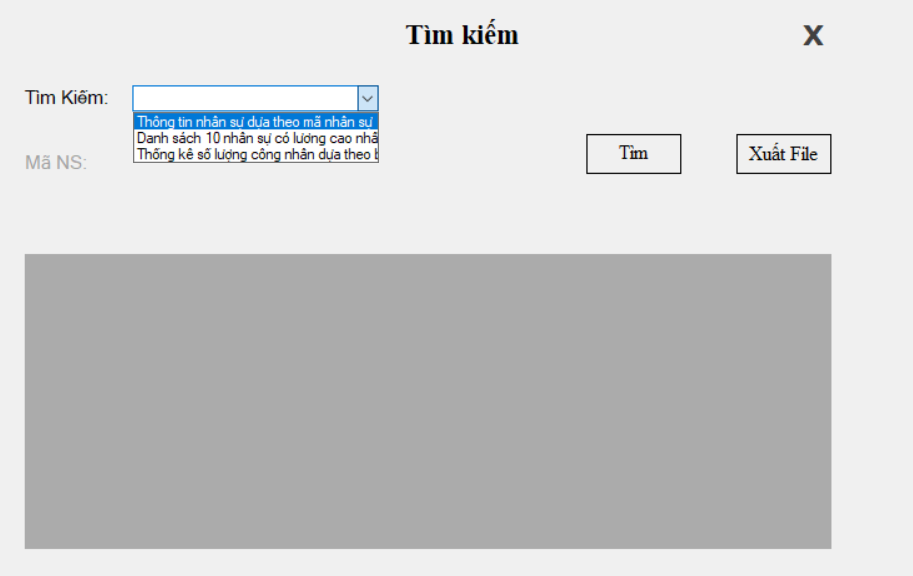 Tìm kiếm
X
Tìm Kiếm:
Thông tin nhân sự dựa theo mã nhân sự
Danh sách 10 nhân sự có lương cao nhấ
Thống kê số lượng công nhân dựa theo
Mã NS:
Tìm
Xuất File